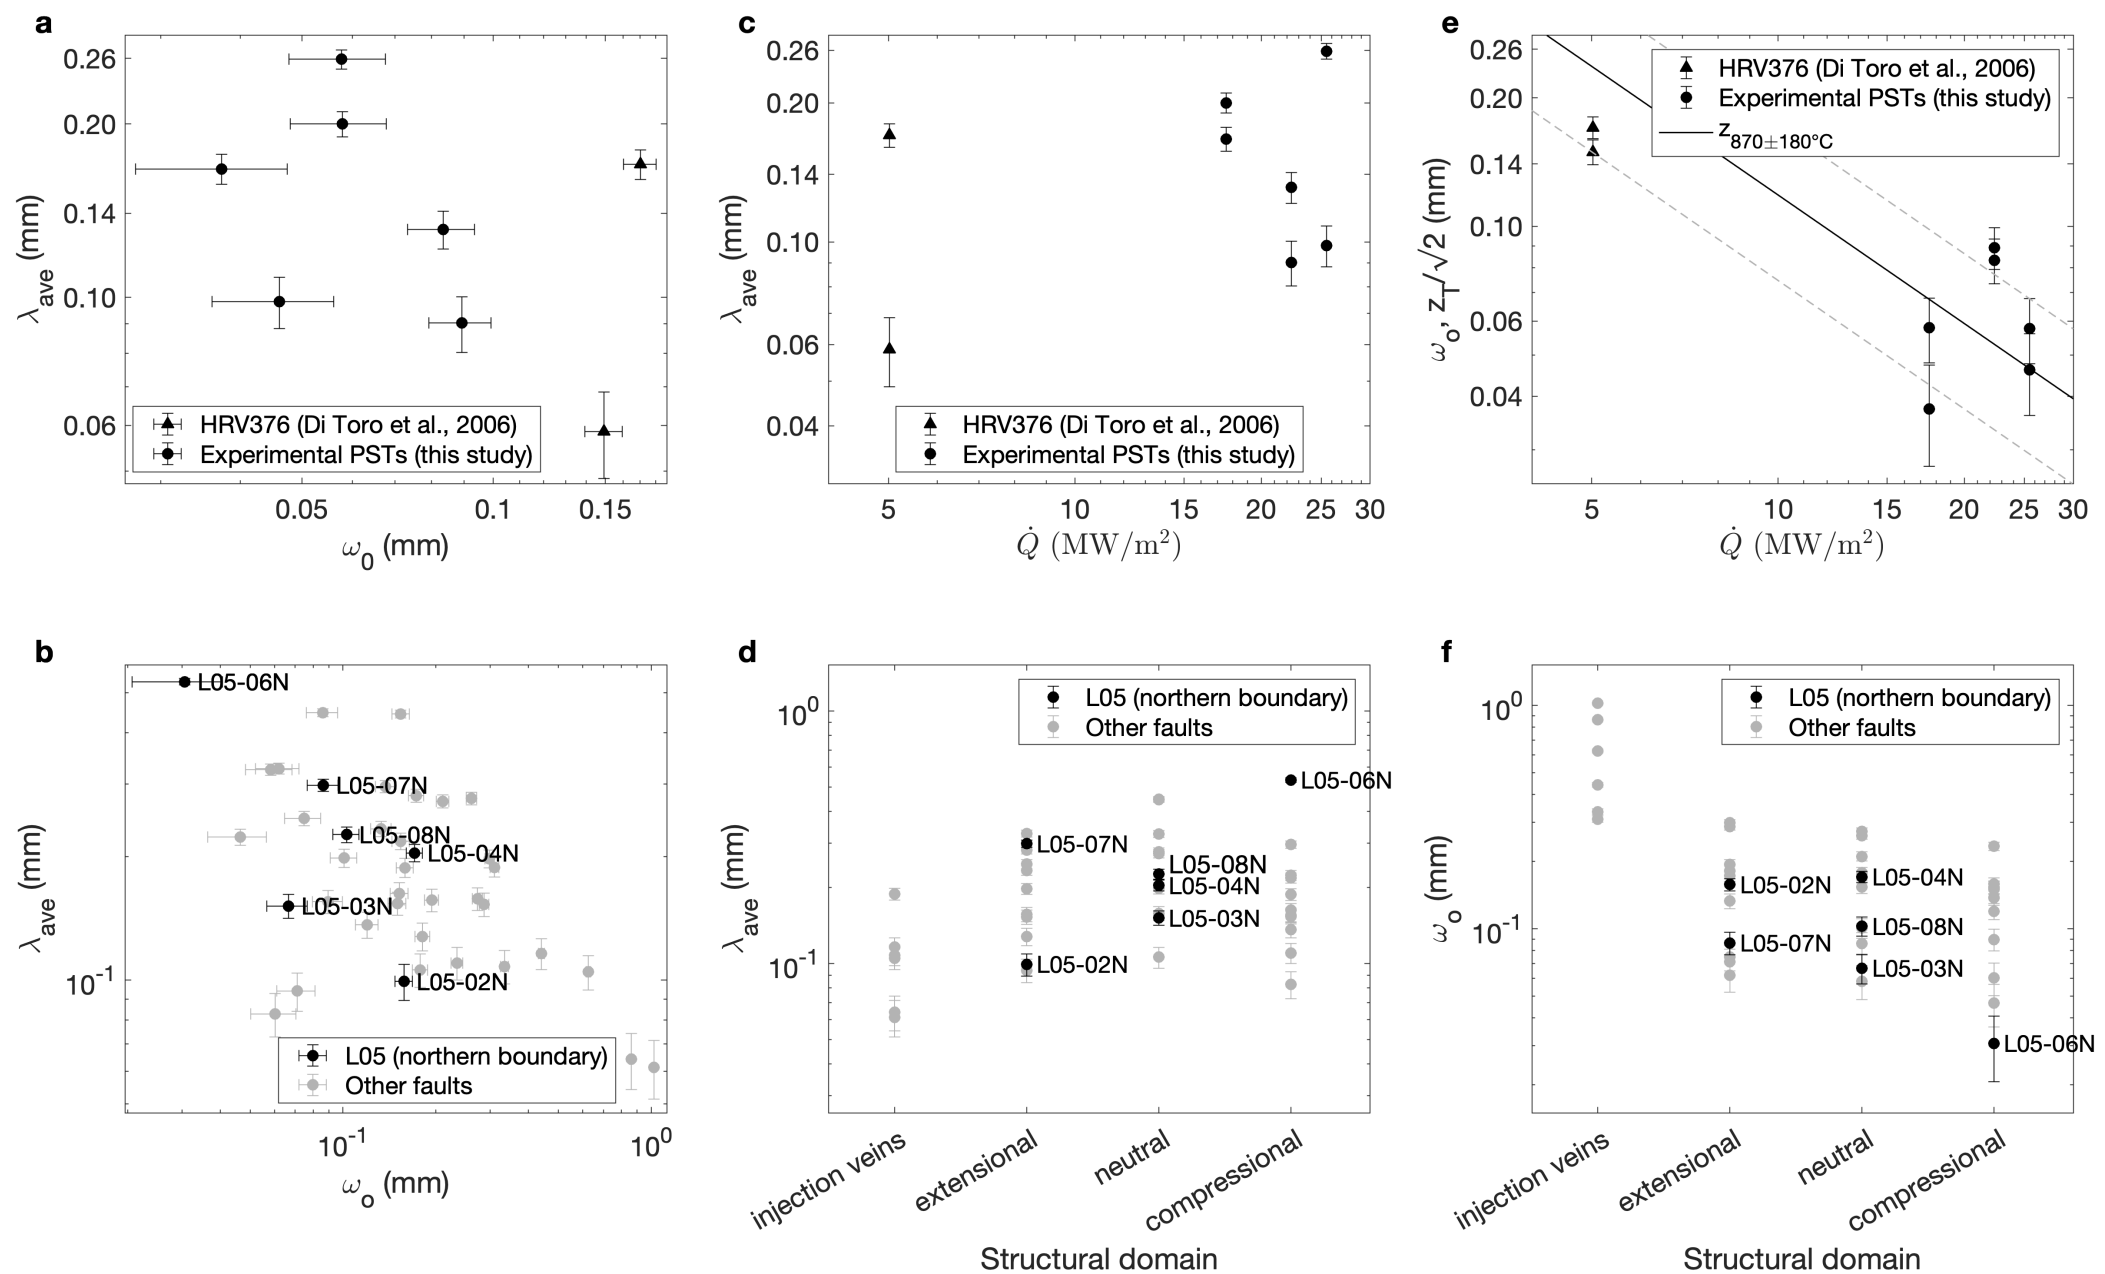 a
0.26
0.20
0.14
0.10
0.06
λave (mm)
HRV376 (Di Toro et al., 2006)
Experimental PSTs (this study)
0.05
0.1
0.15
ω0 (mm)
c
0.26
0.20
0.14
0.10
0.06
0.04
λave (mm)
HRV376 (Di Toro et al., 2006)
Experimental PSTs (this study)
5
10
15
20
25
30
Q̇ (MW/m²)
e
0.26
0.20
0.14
0.10
0.06
0.04
ωo, zT/√2 (mm)
HRV376 (Di Toro et al., 2006)
Experimental PSTs (this study)
z870±180°C
5
10
15
20
25
30
Q̇ (MW/m²)
b
L05-06N
L05-07N
L05-08N
L05-04N
L05-03N
L05-02N
10⁻¹
λave (mm)
L05 (northern boundary)
Other faults
10⁻¹
10⁰
ωo (mm)
d
10⁰
10⁻¹
λave (mm)
L05 (northern boundary)
Other faults
L05-06N
L05-07N
L05-08N
L05-04N
L05-03N
L05-02N
injection veins
extensional
neutral
compressional
Structural domain
f
10⁰
10⁻¹
ωo (mm)
L05 (northern boundary)
Other faults
L05-02N
L05-04N
L05-08N
L05-07N
L05-03N
L05-06N
injection veins
extensional
neutral
compressional
Structural domain